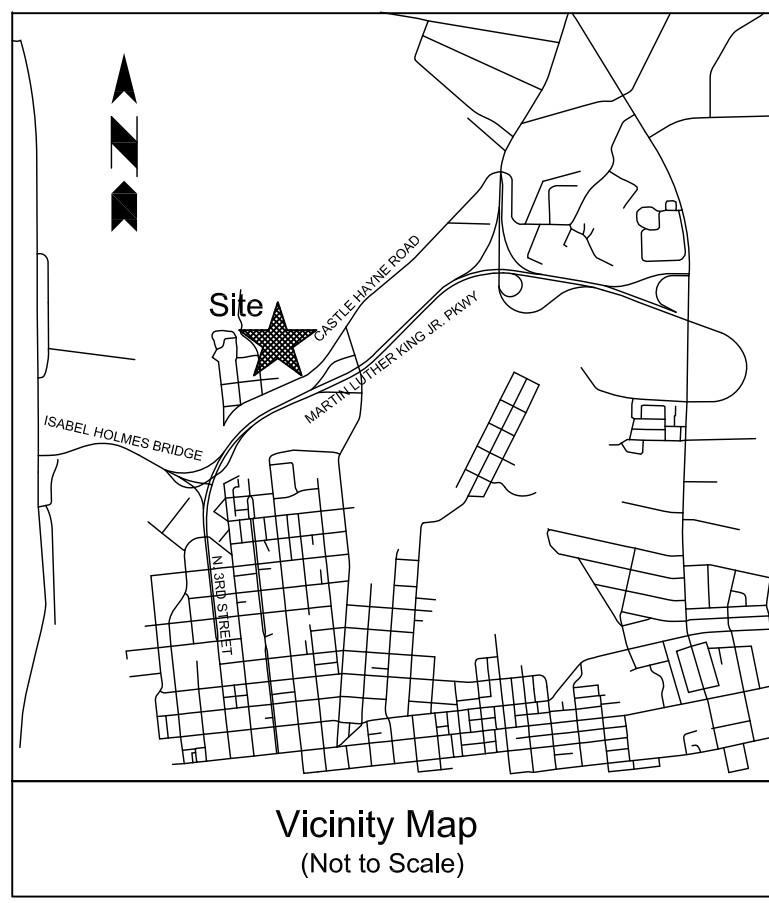 N
Site
CASTLE HAYNE ROAD
MARTIN LUTHER KING JR. PKWY
ISABEL HOLMES BRIDGE
N. 3RD STREET
Vicinity Map
(Not to Scale)